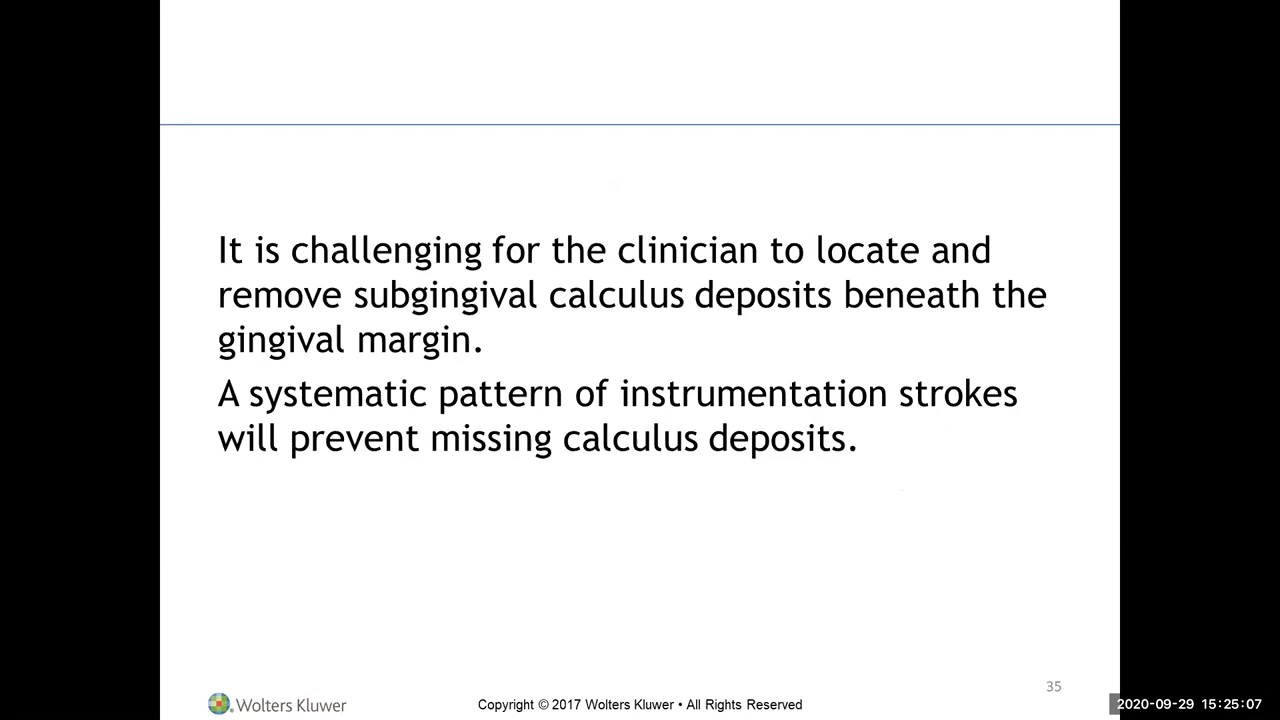 It is challenging for the clinician to locate and
remove subgingival calculus deposits beneath the
gingival margin.
A systematic pattern of instrumentation strokes
will prevent missing calculus deposits.
35
Wolters Kluwer
Copyright © 2017 Wolters Kluwer • All Rights Reserved
2020-09-29 15:25:07